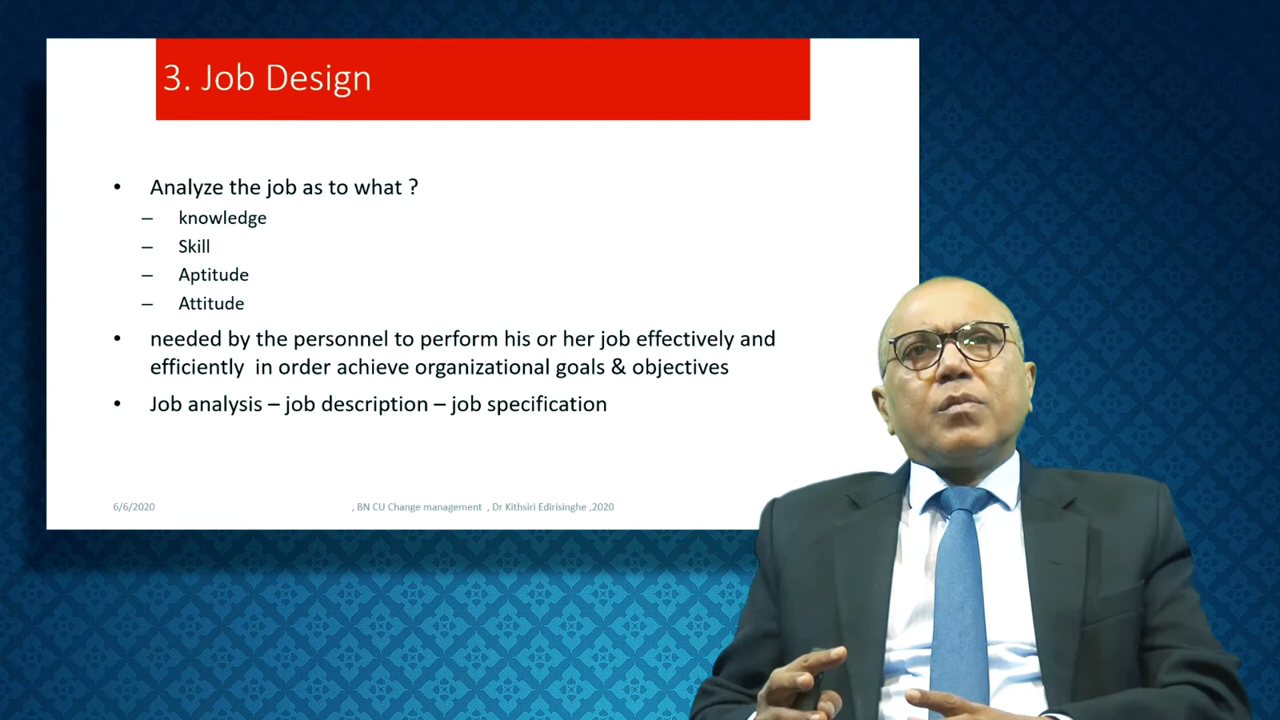 3. Job Design
• Analyze the job as to what ?
– knowledge
– Skill
– Aptitude
– Attitude
• needed by the personnel to perform his or her job effectively and
efficiently in order achieve organizational goals & objectives
• Job analysis – job description – job specification
6/6/2020
, BN CU Change management , Dr Kithsiri Edirisinghe ,2020